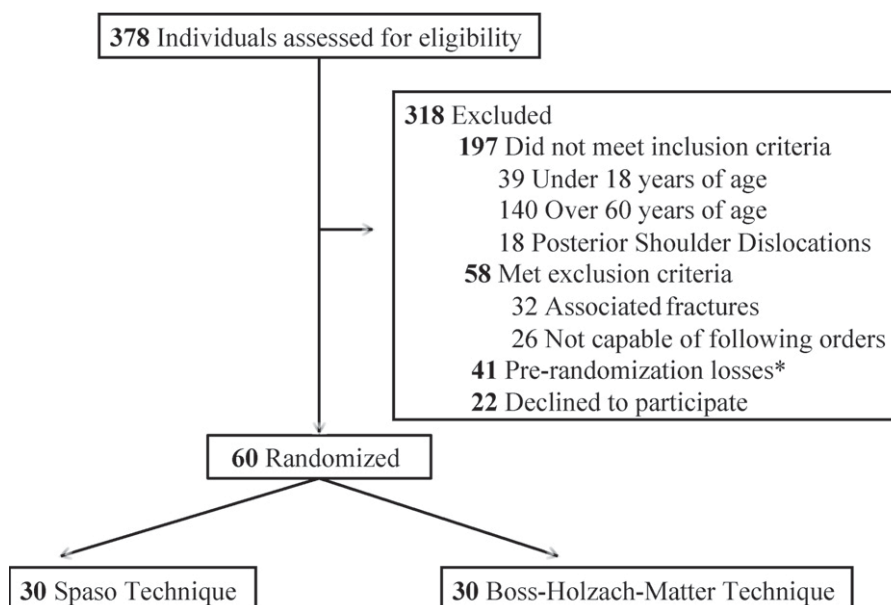 378 Individuals assessed for eligibility
318 Excluded
197 Did not meet inclusion criteria
39 Under 18 years of age
140 Over 60 years of age
18 Posterior Shoulder Dislocations
58 Met exclusion criteria
32 Associated fractures
26 Not capable of following orders
41 Pre-randomization losses*
22 Declined to participate
60 Randomized
30 Spaso Technique
30 Boss-Holzach-Matter Technique